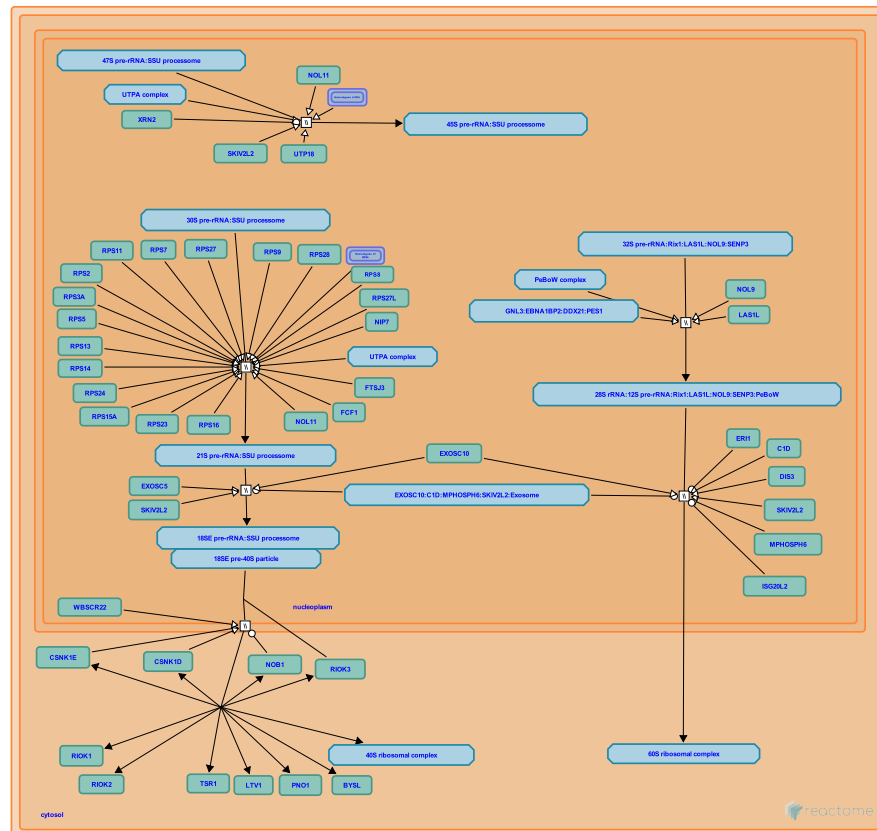 47S pre-rRNA:SSU processome
NOL11
UTPA complex
XRN2
45S pre-rRNA:SSU processome
SKIV2L2
UTP18
30S pre-rRNA:SSU processome
RPS11
RPS7
RPS27
RPS9
RPS28
RPS2
RPS8
RPS3A
RPS27L
RPS5
NIP7
RPS13
UTPA complex
RPS14
RPS24
FTSJ3
RPS15A
FCF1
RPS23
RPS16
NOL11
32S pre-rRNA:Rix1:LAS1L:NOL9:SENP3
PeBoW complex
NOL9
GNL3:EBNA1BP2:DDX21:PES1
LAS1L
28S rRNA:12S pre-rRNA:Rix1:LAS1L:NOL9:SENP3:PeBoW
21S pre-rRNA:SSU processome
EXOSC10
ERI1
C1D
DIS3
EXOSC5
EXOSC10:C1D:MPHOSPH6:SKIV2L2:Exosome
SKIV2L2
SKIV2L2
18SE pre-rRNA:SSU processome
MPHOSPH6
18SE pre-40S particle
ISG20L2
WBSCR22
nucleoplasm
CSNK1E
CSNK1D
NOB1
RIOK3
RIOK1
40S ribosomal complex
60S ribosomal complex
RIOK2
TSR1
LTV1
PNO1
BYSL
cytosol
reactome